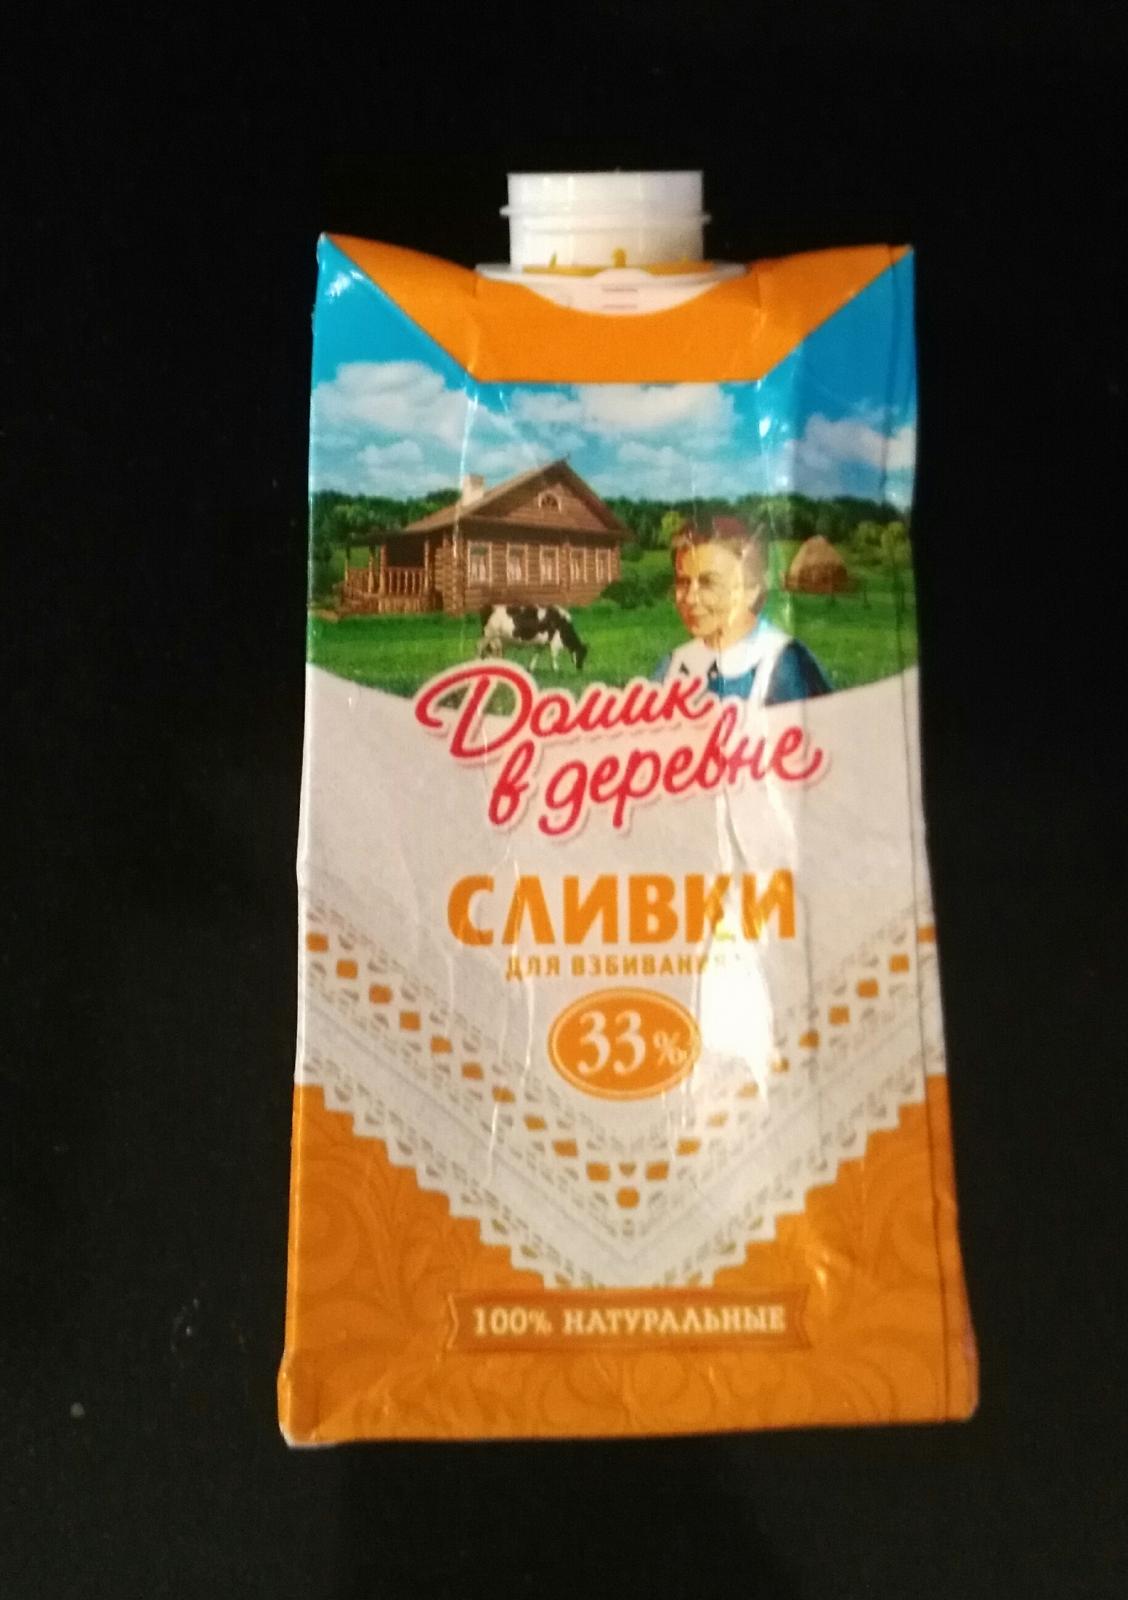 Домик
в деревне
СЛИВКИ
ДЛЯ ВЗБИВАНИЯ
33%
100% НАТУРАЛЬНЫЕ